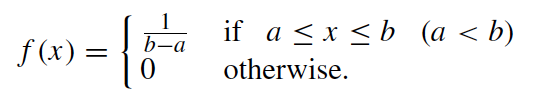 f(x) = { 1/(b−a) if a ≤ x ≤ b (a < b)
0 otherwise.